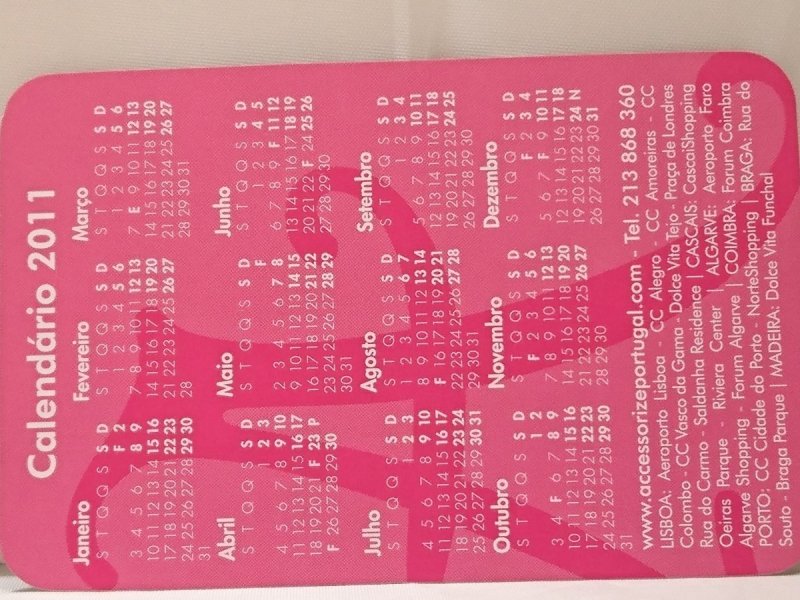 Calendário 2011
Janeiro
S T Q Q S S D
F 2
3 4 5 6 7 8 9
10 11 12 13 14 15 16
17 18 19 20 21 22 23
24 25 26 27 28 29 30
31
Fevereiro
S T Q Q S S D
1 2 3 4 5 6
7 8 9 10 11 12 13
14 15 16 17 18 19 20
21 22 23 24 25 26 27
28
Março
S T Q Q S S D
1 2 3 4 5 6
7 E 9 10 11 12 13
14 15 16 17 18 19 20
21 22 23 24 25 26 27
28 29 30 31
Abril
S T Q Q S S D
1 2 3
4 5 6 7 8 9 10
11 12 13 14 15 16 17
18 19 20 21 F 23 P
F 26 27 28 29 30
Maio
S T Q Q S S D
F
2 3 4 5 6 7 8
9 10 11 12 13 14 15
16 17 18 19 20 21 22
23 24 25 26 27 28 29
30 31
Junho
S T Q Q S S D
1 2 3 4 5
6 7 8 9 F 11 12
13 14 15 16 17 18 19
20 21 22 F 24 25 26
27 28 29 30
Julho
S T Q Q S S D
1 2 3
4 5 6 7 8 9 10
11 12 13 14 15 16 17
18 19 20 21 22 23 24
25 26 27 28 29 30 31
Agosto
S T Q Q S S D
1 2 3 4 5 6 7
8 9 10 11 12 13 14
F 16 17 18 19 20 21
22 23 24 25 26 27 28
29 30 31
Setembro
S T Q Q S S D
1 2 3 4
5 6 7 8 9 10 11
12 13 14 15 16 17 18
19 20 21 22 23 24 25
26 27 28 29 30
Outubro
S T Q Q S S D
1 2
3 4 F 6 7 8 9
10 11 12 13 14 15 16
17 18 19 20 21 22 23
24 25 26 27 28 29 30
31
Novembro
S T Q Q S S D
F 2 3 4 5 6
7 8 9 10 11 12 13
14 15 16 17 18 19 20
21 22 23 24 25 26 27
28 29 30
Dezembro
S T Q Q S S D
F 2 3 4
5 6 7 F 9 10 11
12 13 14 15 16 17 18
19 20 21 22 23 24 N
26 27 28 29 30 31
www.accessorizeportugal.com - Tel. 213 868 360
LISBOA: Aeroporto Lisboa - CC Alegro - CC Amoreiras - CC
Colombo - CC Vasco da Gama - Dolce Vita Tejo - Praça de Londres
Rua do Carmo - Saldanha Residence | CASCAIS: CascaiShopping
Oeiras Parque - Riviera Center | ALGARVE: Aeroporto Faro
Algarve Shopping - Forum Algarve | COIMBRA: Forum Coimbra
PORTO: CC Cidade do Porto - NorteShopping | BRAGA: Rua do
Souto - Braga Parque | MADEIRA: Dolce Vita Funchal